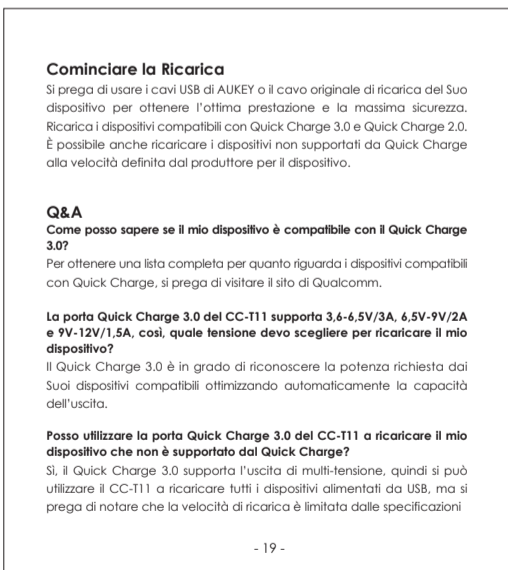 Cominciare la Ricarica
Si prega di usare i cavi USB di AUKEY o il cavo originale di ricarica del Suo
dispositivo per ottenere l'ottima prestazione e la massima sicurezza.
Ricarica i dispositivi compatibili con Quick Charge 3.0 e Quick Charge 2.0.
È possibile anche ricaricare i dispositivi non supportati da Quick Charge
alla velocità definita dal produttore per il dispositivo.
Q&A
Come posso sapere se il mio dispositivo è compatibile con il Quick Charge
3.0?
Per ottenere una lista completa per quanto riguarda i dispositivi compatibili
con Quick Charge, si prega di visitare il sito di Qualcomm.
La porta Quick Charge 3.0 del CC-T11 supporta 3,6-6,5V/3A, 6,5V-9V/2A
e 9V-12V/1,5A, così, quale tensione devo scegliere per ricaricare il mio
dispositivo?
Il Quick Charge 3.0 è in grado di riconoscere la potenza richiesta dai
Suoi dispositivi compatibili ottimizzando automaticamente la capacità
dell'uscita.
Posso utilizzare la porta Quick Charge 3.0 del CC-T11 a ricaricare il mio
dispositivo che non è supportato dal Quick Charge?
Sì, il Quick Charge 3.0 supporta l'uscita di multi-tensione, quindi si può
utilizzare il CC-T11 a ricaricare tutti i dispositivi alimentati da USB, ma si
prega di notare che la velocità di ricarica è limitata dalle specificazioni
- 19 -